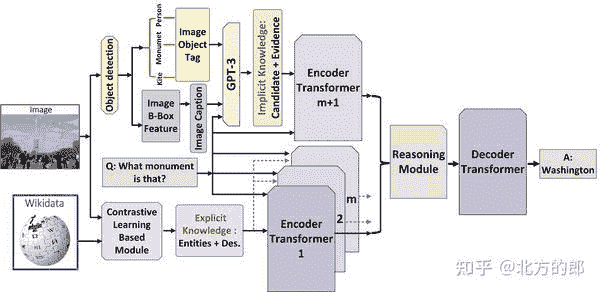 Image
Wikidata
Object detection
Person
Monumet
Kite
Image
Object
Tag
Image
B-Box
Feature
Image Caption
GPT-3
Implicit Knowledge:
Candidate + Evidence
Encoder
Transformer
m+1
Q: What monument
is that?
Contrastive
Learning
Based
Module
Explicit
Knowledge :
Entities + Des.
Encoder
Transformer
1
2
m
Reasoning
Module
Decoder
Transformer
A:
Washington
知乎 @北方的郎